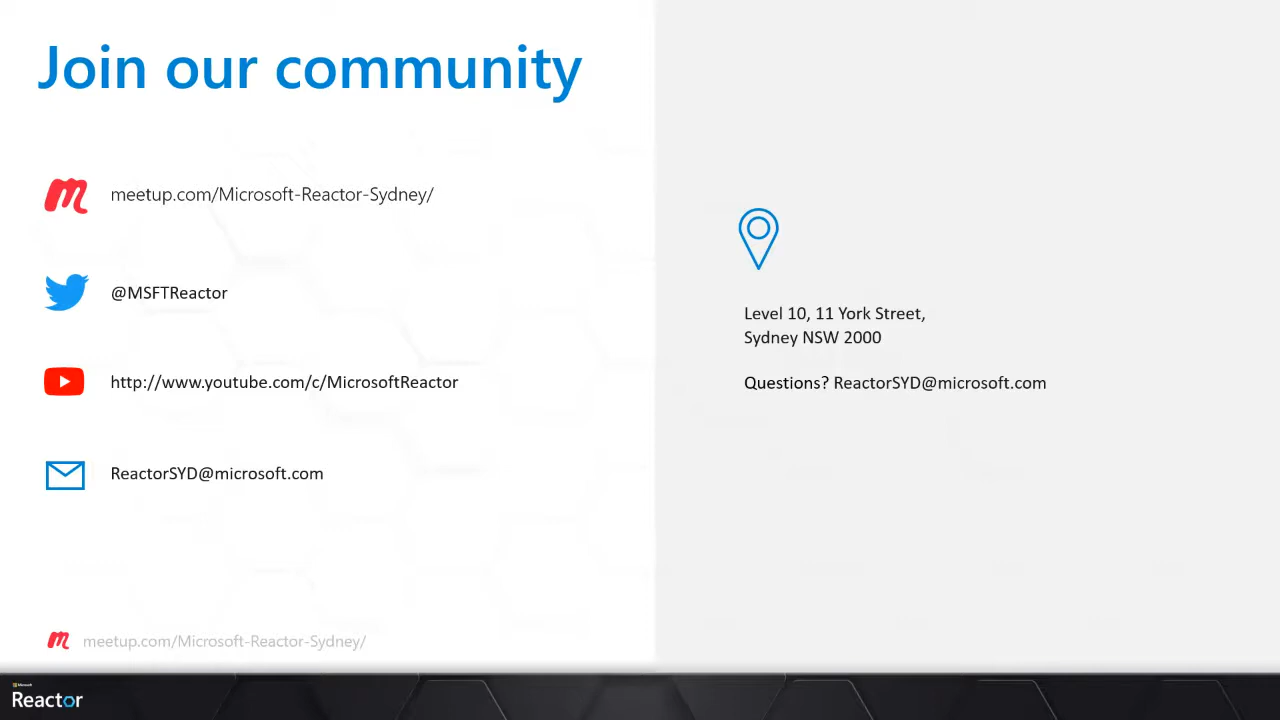 Join our community
meetup.com/Microsoft-Reactor-Sydney/
@MSFTReactor
http://www.youtube.com/c/MicrosoftReactor
ReactorSYD@microsoft.com
Level 10, 11 York Street,
Sydney NSW 2000
Questions? ReactorSYD@microsoft.com
meetup.com/Microsoft-Reactor-Sydney/
Microsoft
Reactor